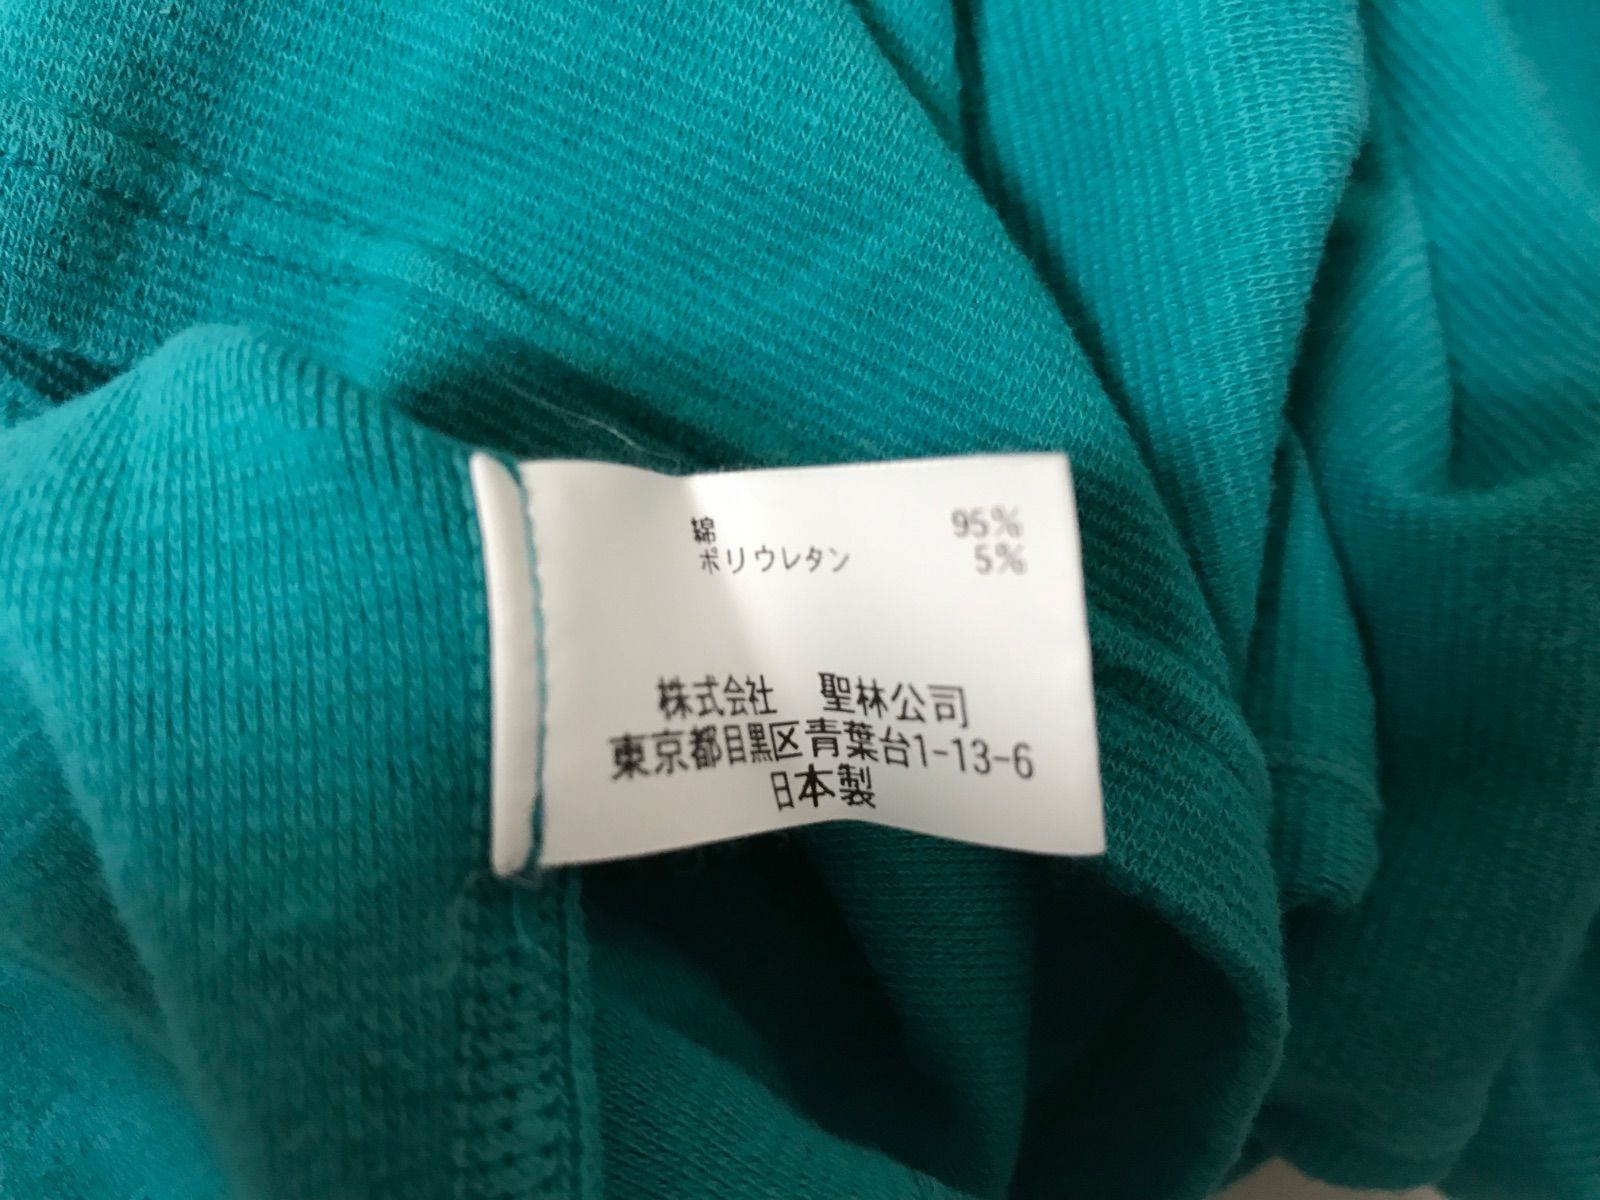 綿 95%
ポリウレタン 5%
株式会社 聖林公司
東京都目黒区青葉台1-13-6
日本製